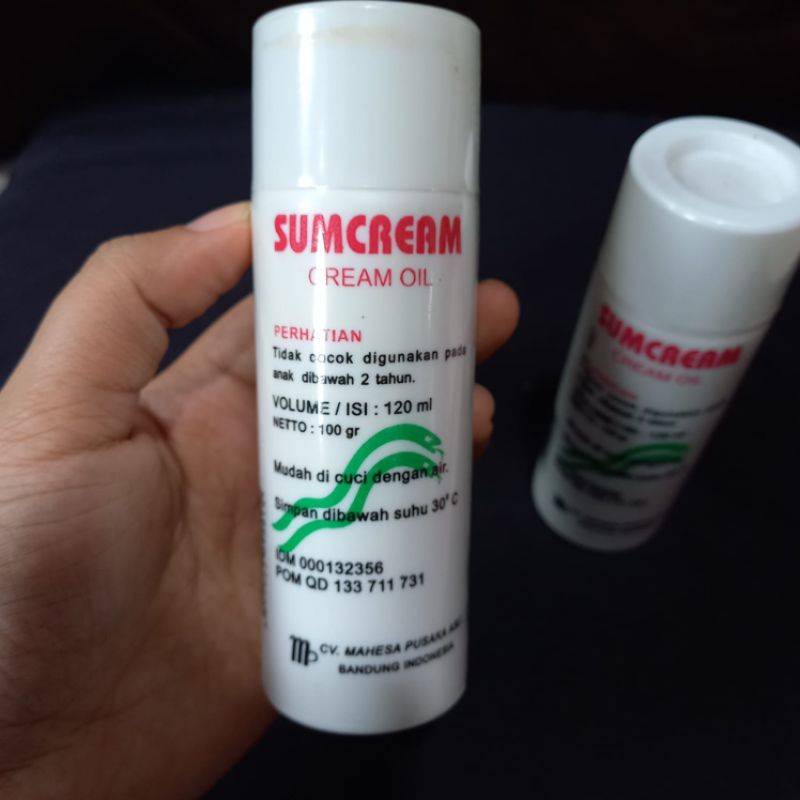 SUMCREAM
CREAM OIL
PERHATIAN
Tidak cocok digunakan pada
anak dibawah 2 tahun.
VOLUME / ISI : 120 ml
NETTO : 100 gr
Mudah di cuci dengan air.
Simpan dibawah suhu 30° C
IDM 000132356
POM QD 133 711 731
CV. MAHESA PUSAKA
BANDUNG INDONESIA
SUMCREAM
CREAM OIL